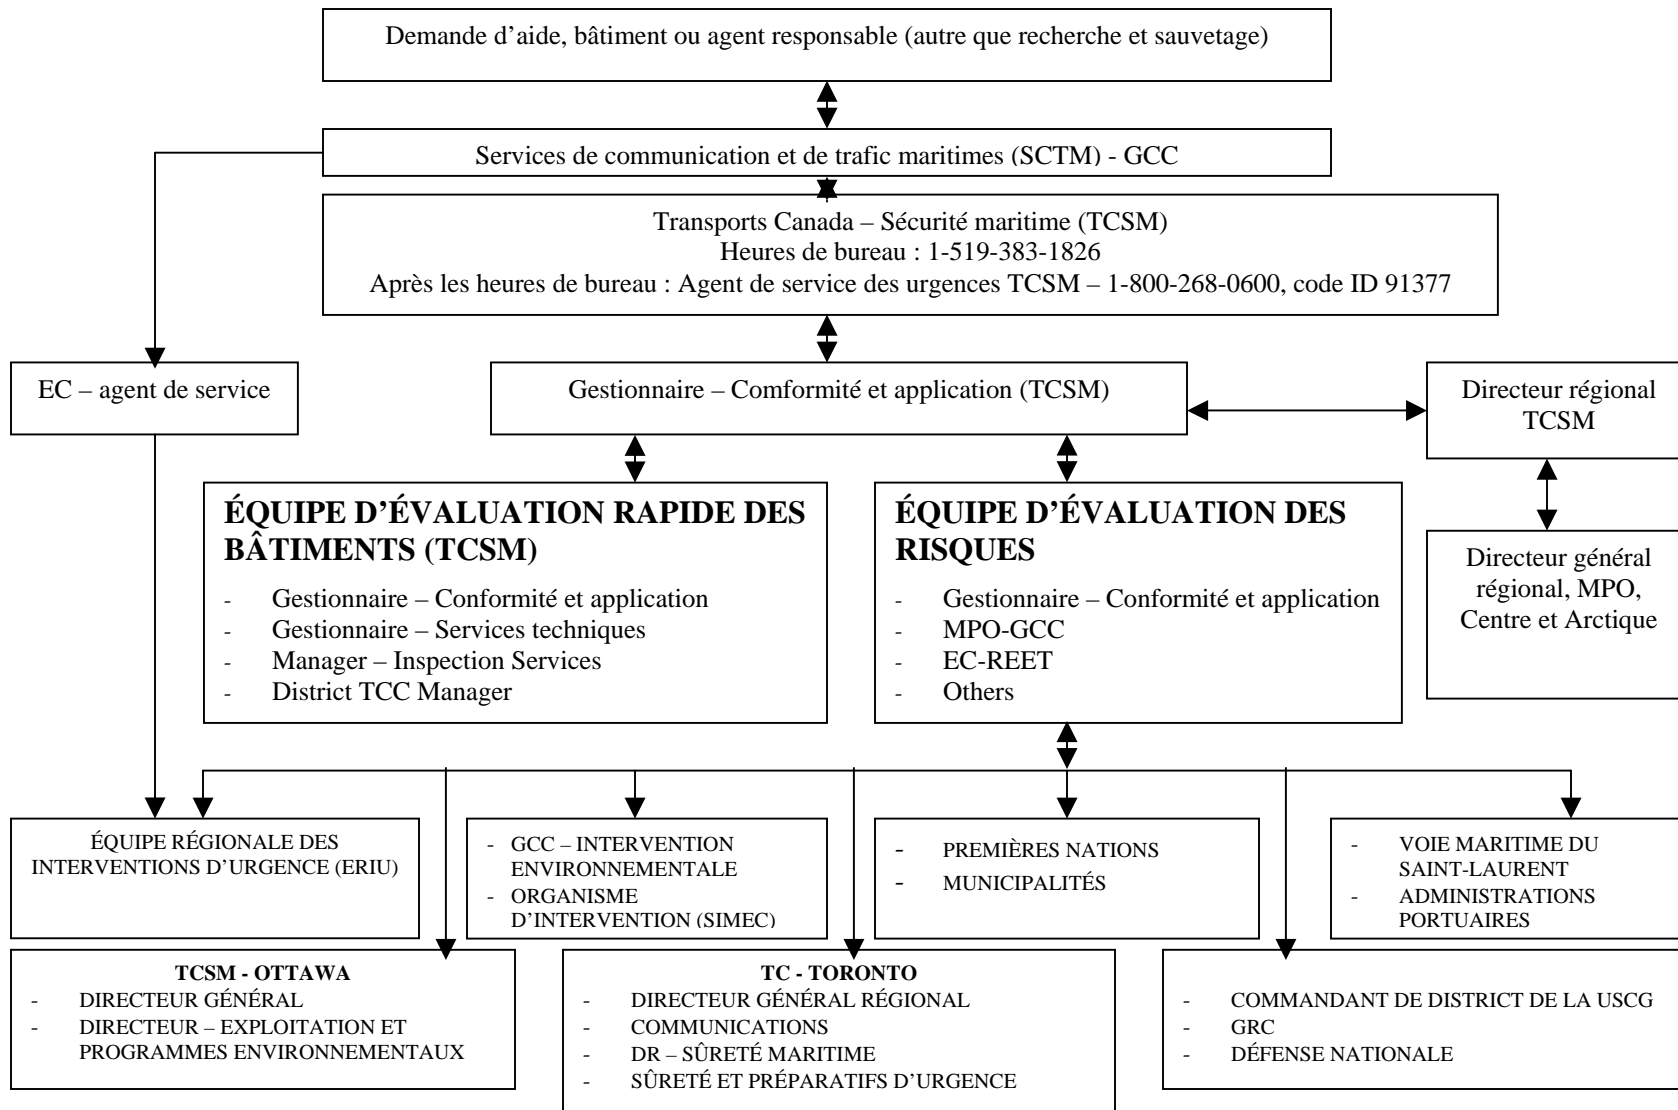 Demande d’aide, bâtiment ou agent responsable (autre que recherche et sauvetage)
Services de communication et de trafic maritimes (SCTM) - GCC
Transports Canada – Sécurité maritime (TCSM)
Heures de bureau : 1-519-383-1826
Après les heures de bureau : Agent de service des urgences TCSM – 1-800-268-0600, code ID 91377
EC – agent de service
Gestionnaire – Comformité et application (TCSM)
Directeur régional
TCSM
ÉQUIPE D’ÉVALUATION RAPIDE DES
BÂTIMENTS (TCSM)
- Gestionnaire – Conformité et application
- Gestionnaire – Services techniques
- Manager – Inspection Services
- District TCC Manager
ÉQUIPE D’ÉVALUATION DES
RISQUES
- Gestionnaire – Conformité et application
- MPO-GCC
- EC-REET
- Others
Directeur général
régional, MPO,
Centre et Arctique
ÉQUIPE RÉGIONALE DES
INTERVENTIONS D’URGENCE (ERIU)
- GCC – INTERVENTION
ENVIRONNEMENTALE
- ORGANISME
D’INTERVENTION (SIMEC)
- PREMIÈRES NATIONS
- MUNICIPALITÉS
- VOIE MARITIME DU
SAINT-LAURENT
- ADMINISTRATIONS
PORTUAIRES
TCSM - OTTAWA
- DIRECTEUR GÉNÉRAL
- DIRECTEUR – EXPLOITATION ET
PROGRAMMES ENVIRONNEMENTAUX
TC - TORONTO
- DIRECTEUR GÉNÉRAL RÉGIONAL
- COMMUNICATIONS
- DR – SÛRETÉ MARITIME
- SÛRETÉ ET PRÉPARATIFS D’URGENCE
- COMMANDANT DE DISTRICT DE LA USCG
- GRC
- DÉFENSE NATIONALE